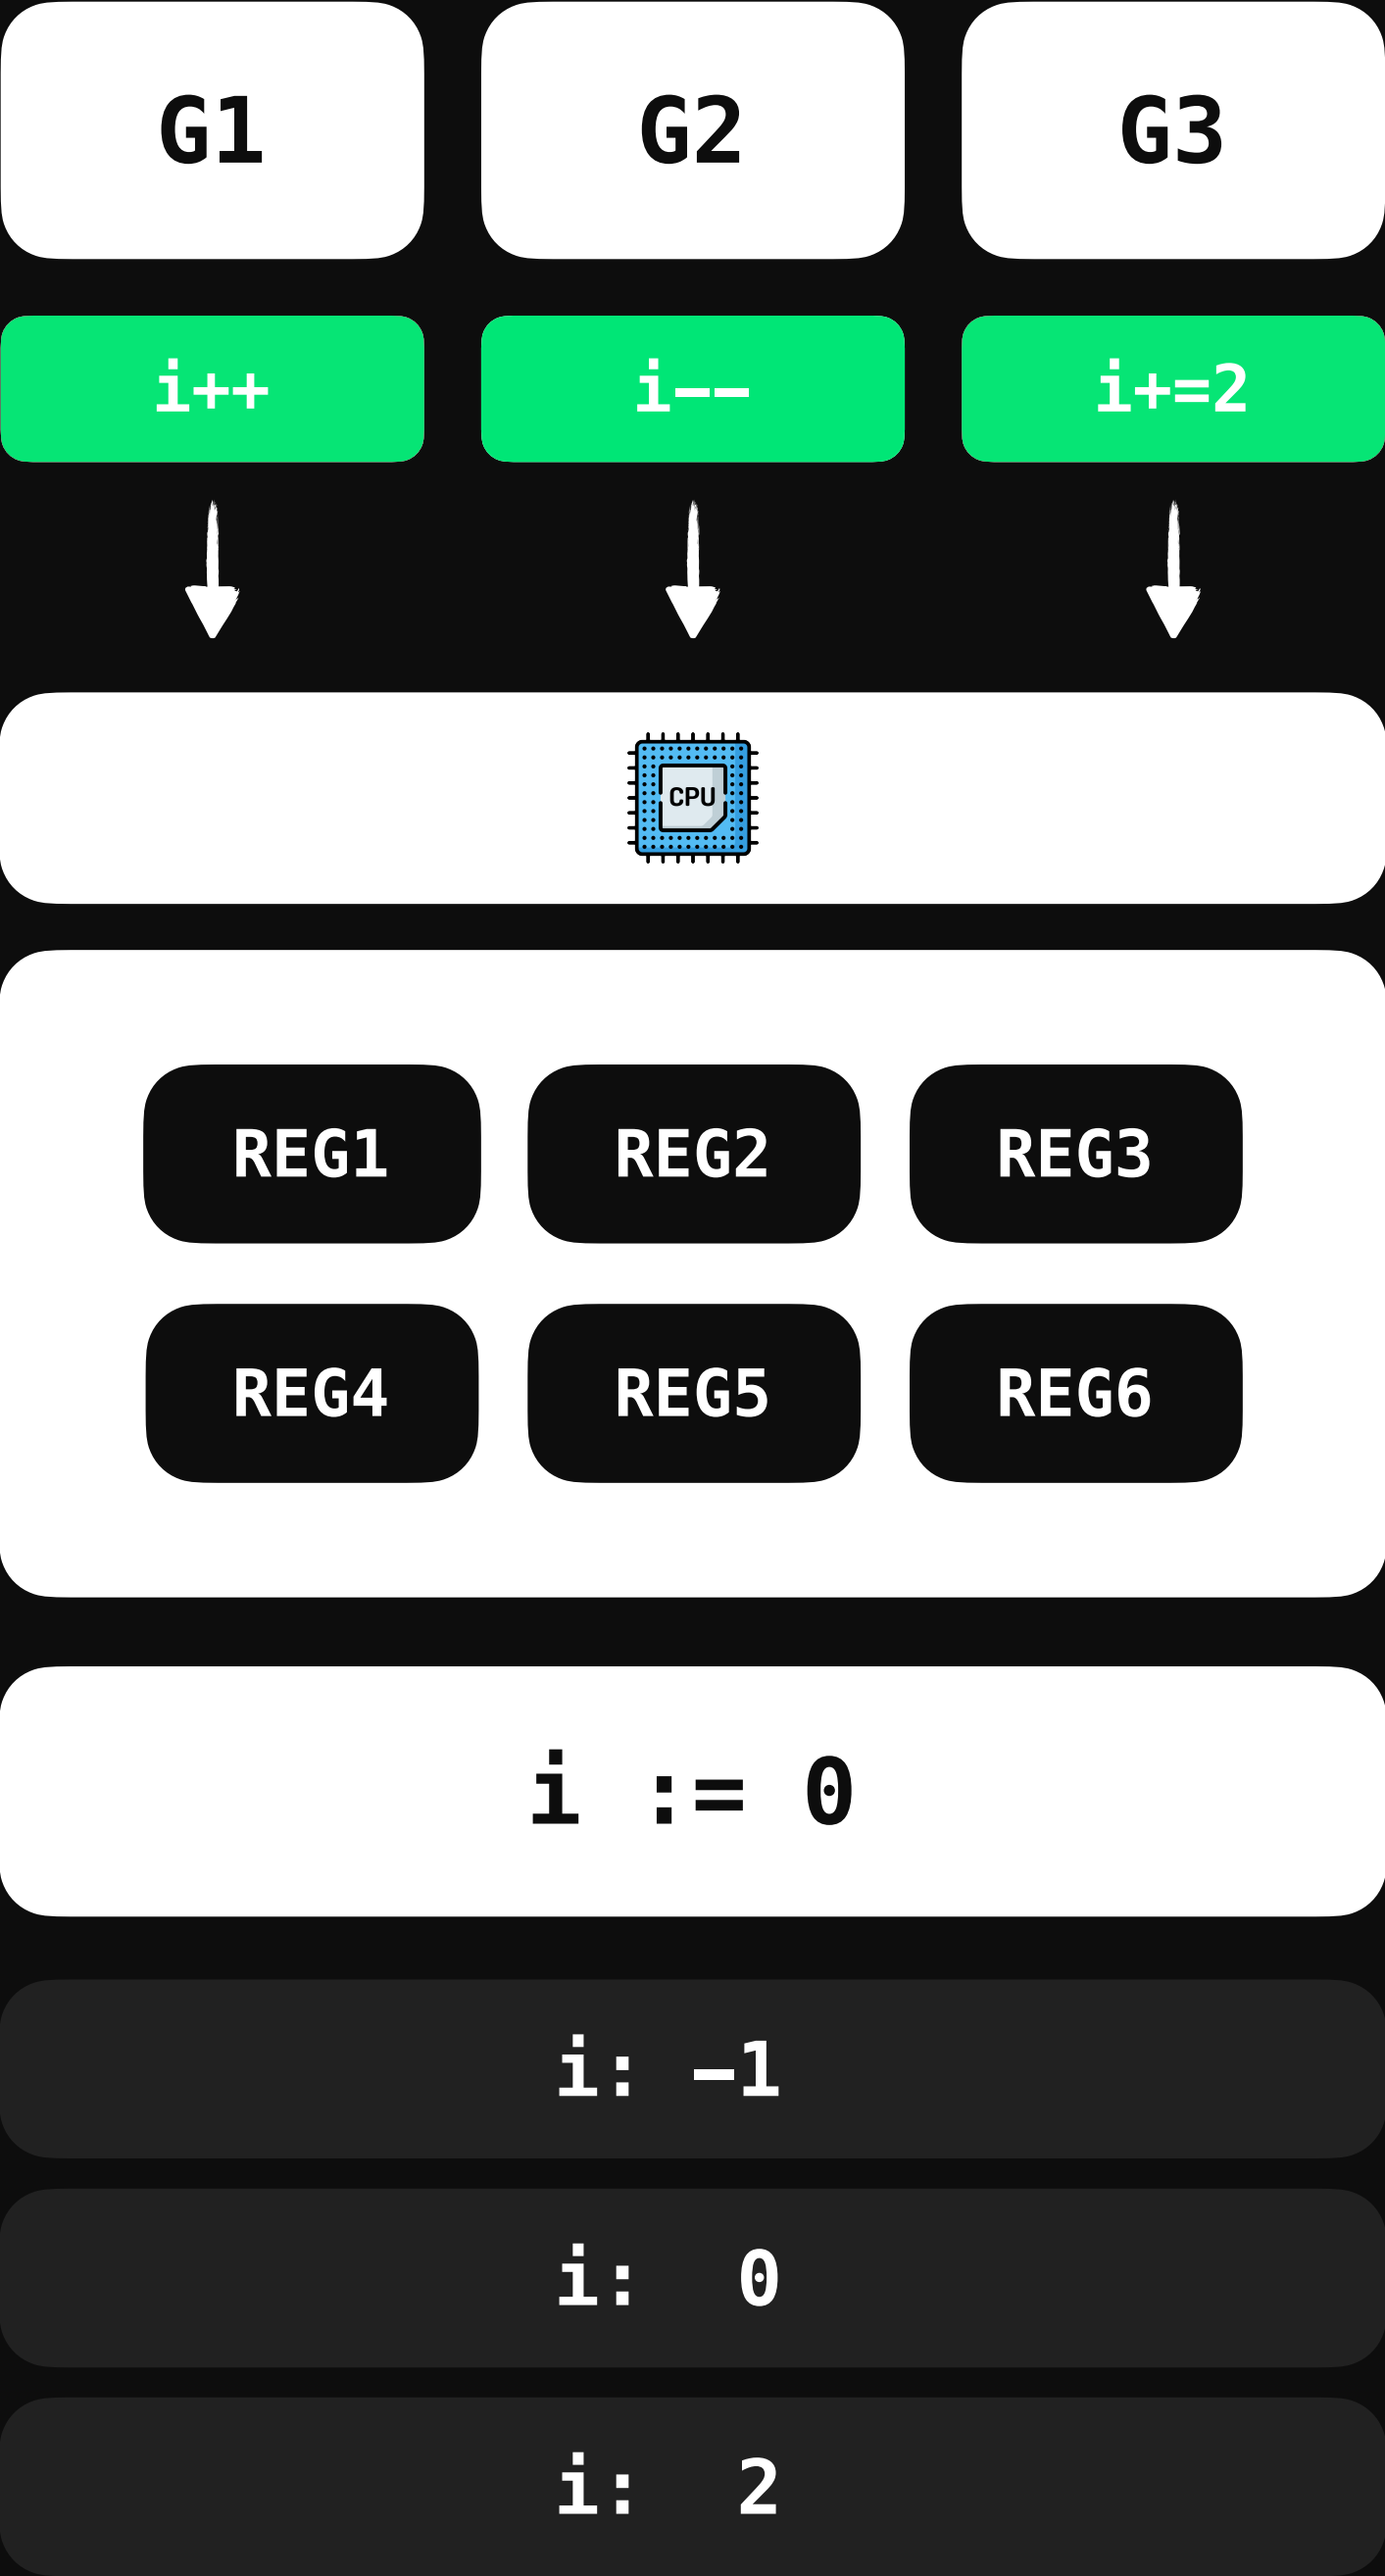 G1 G2 G3
i++ i-- i+=2
CPU
REG1 REG2 REG3
REG4 REG5 REG6
i := 0
i: -1
i: 0
i: 2